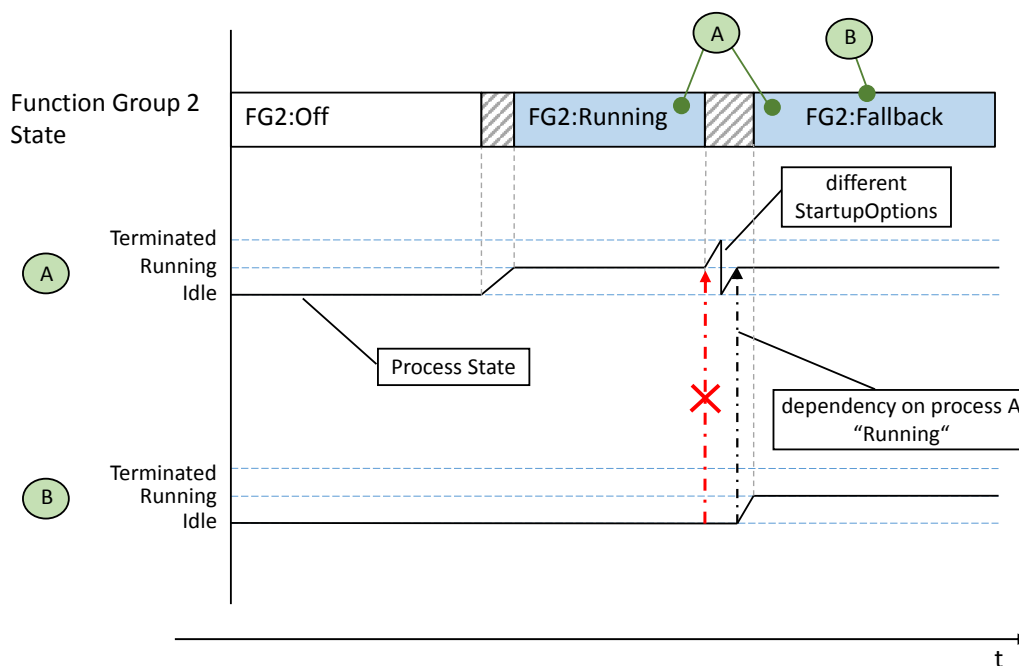 A
B
Function Group 2
State
FG2:Off
FG2:Running
FG2:Fallback
different
StartupOptions
Terminated
Running
Idle
A
Process State
dependency on process A
“Running“
Terminated
Running
Idle
B
t